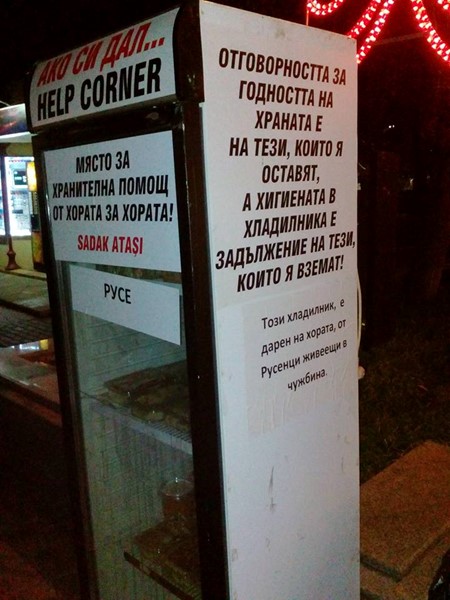 АКО СИ ДАЛ...
HELP CORNER
МЯСТО ЗА
ХРАНИТЕЛНА ПОМОЩ
ОТ ХОРАТА ЗА ХОРАТА!
SADAK ATAŞI
РУСЕ
ОТГОВОРНОСТТА ЗА
ГОДНОСТТА НА
ХРАНАТА Е
НА ТЕЗИ, КОИТО Я
ОСТАВЯТ,
А ХИГИЕНАТА В
ХЛАДИЛНИКА Е
ЗАДЪЛЖЕНИЕ НА ТЕЗИ,
КОИТО Я ВЗЕМАТ!
Този хладилник, е
дарен на хората, от
Русенци живеещи в
чужбина.